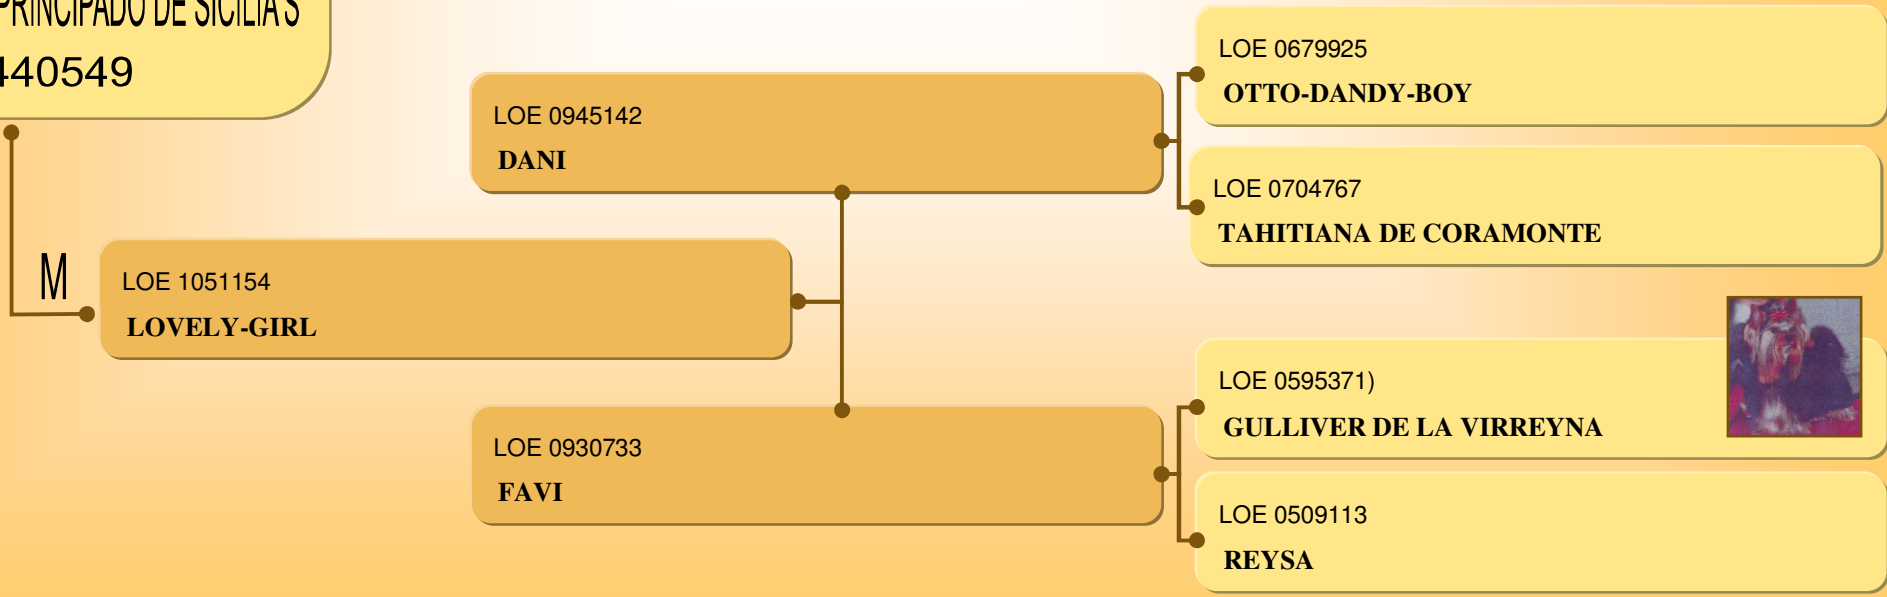 PRINCIPADO DE SICILIA'S
440549
LOE 0945142
DANI
LOE 0679925
OTTO-DANDY-BOY
LOE 0704767
TAHITIANA DE CORAMONTE
M
LOE 1051154
LOVELY-GIRL
LOE 0930733
FAVI
LOE 0595371)
GULLIVER DE LA VIRREYNA
LOE 0509113
REYSA